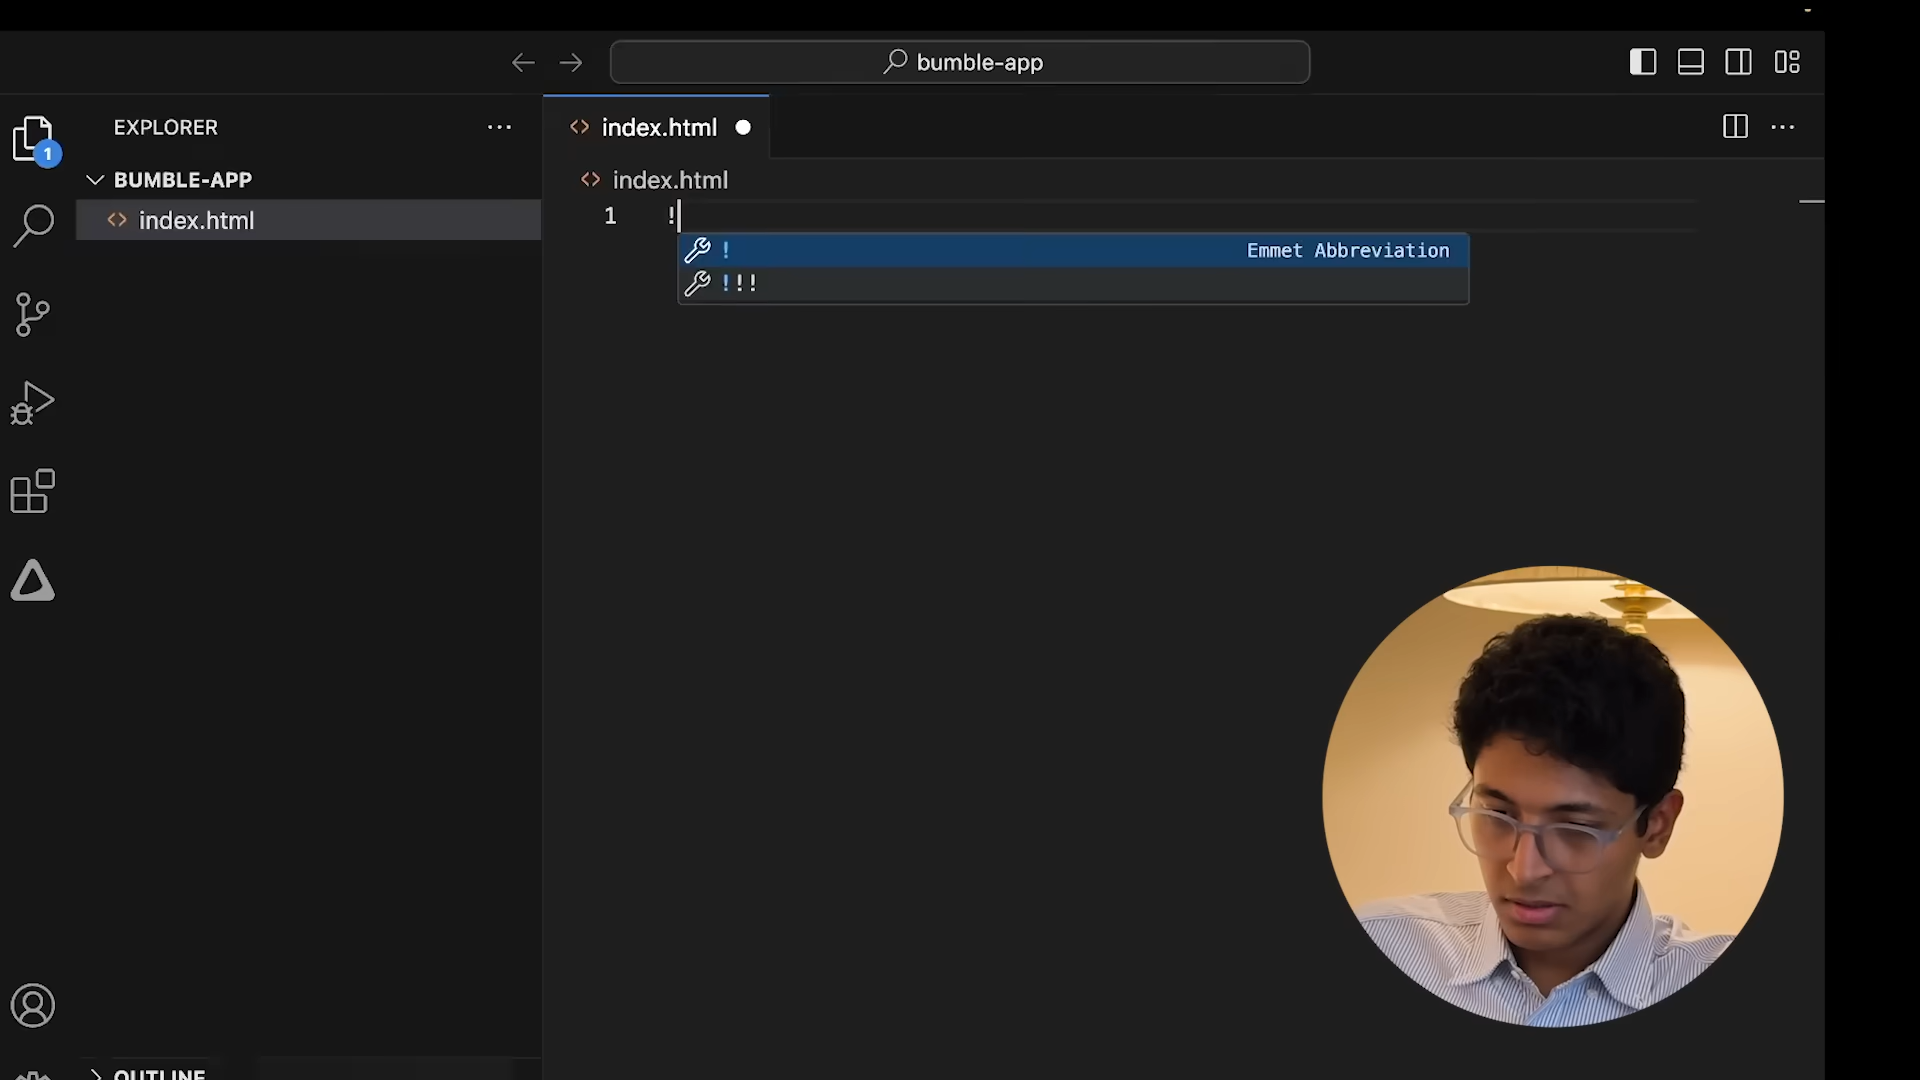 bumble-app
EXPLORER
index.html
1
BUMBLE-APP
index.html
index.html
1 !
! Emmet Abbreviation
!!!
OUTLINE